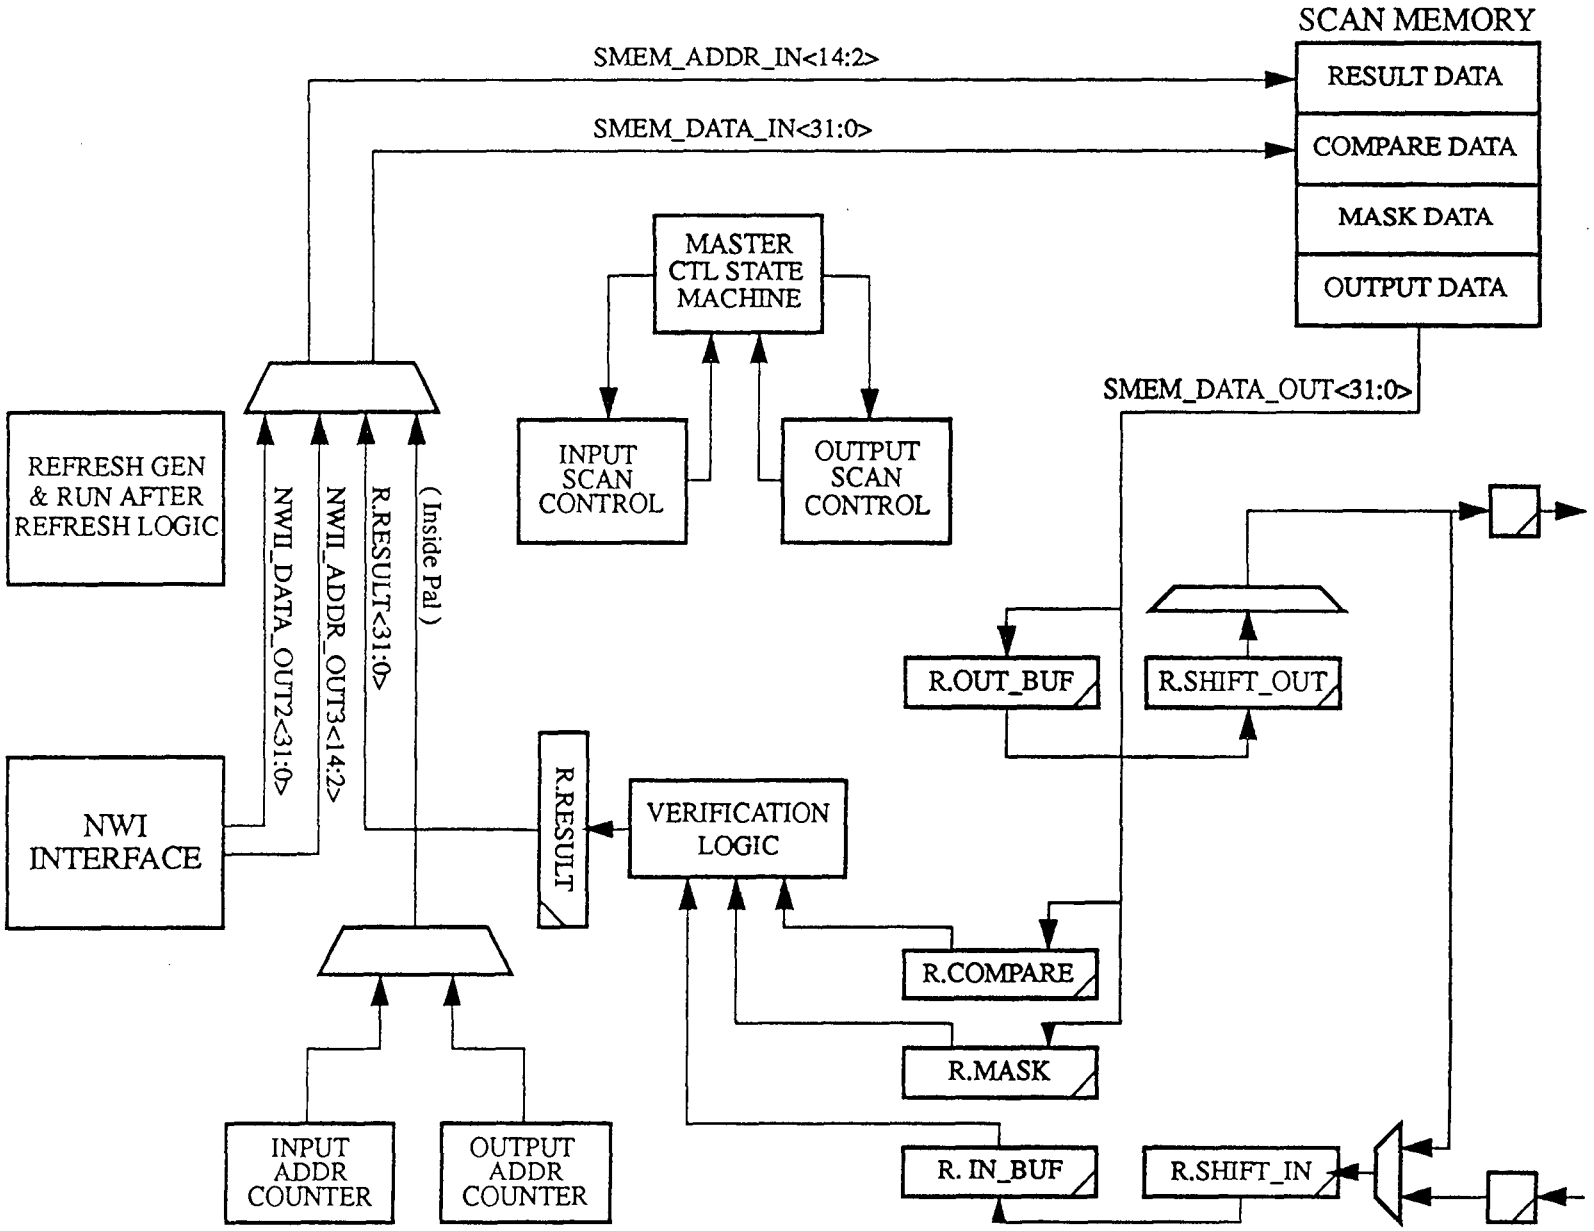 SCAN MEMORY
SMEM_ADDR_IN<14:2>
RESULT DATA
SMEM_DATA_IN<31:0>
COMPARE DATA
MASK DATA
OUTPUT DATA
MASTER
CTL STATE
MACHINE
SMEM_DATA_OUT<31:0>
REFRESH GEN
& RUN AFTER
REFRESH LOGIC
INPUT
SCAN
CONTROL
OUTPUT
SCAN
CONTROL
NWII_DATA_OUT2<31:0>
NWII_ADDR_OUT3<14:2>
R.RESULT<31:0>
( Inside Pal )
R.OUT_BUF
R.SHIFT_OUT
NWI
INTERFACE
R.RESULT
VERIFICATION
LOGIC
R.COMPARE
R.MASK
INPUT
ADDR
COUNTER
OUTPUT
ADDR
COUNTER
R. IN_BUF
R.SHIFT_IN